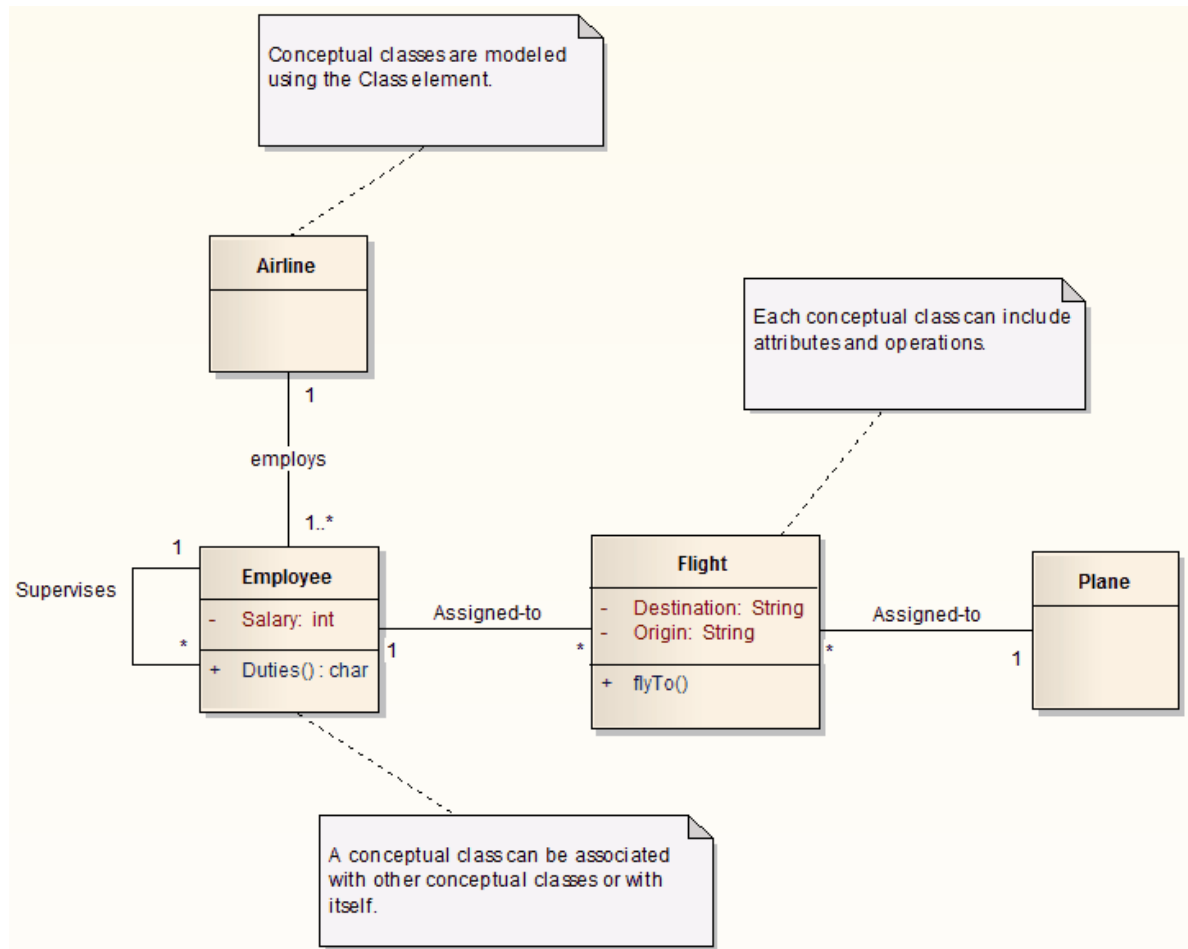 Conceptual classes are modeled
using the Class element.
Airline
1
employs
1..*
Each conceptual class can include
attributes and operations.
1
Supervises
*
Employee
- Salary: int
+ Duties() : char
Assigned-to
1
*
Flight
- Destination: String
- Origin: String
+ flyTo()
Assigned-to
*
1
Plane
A conceptual class can be associated
with other conceptual classes or with
itself.